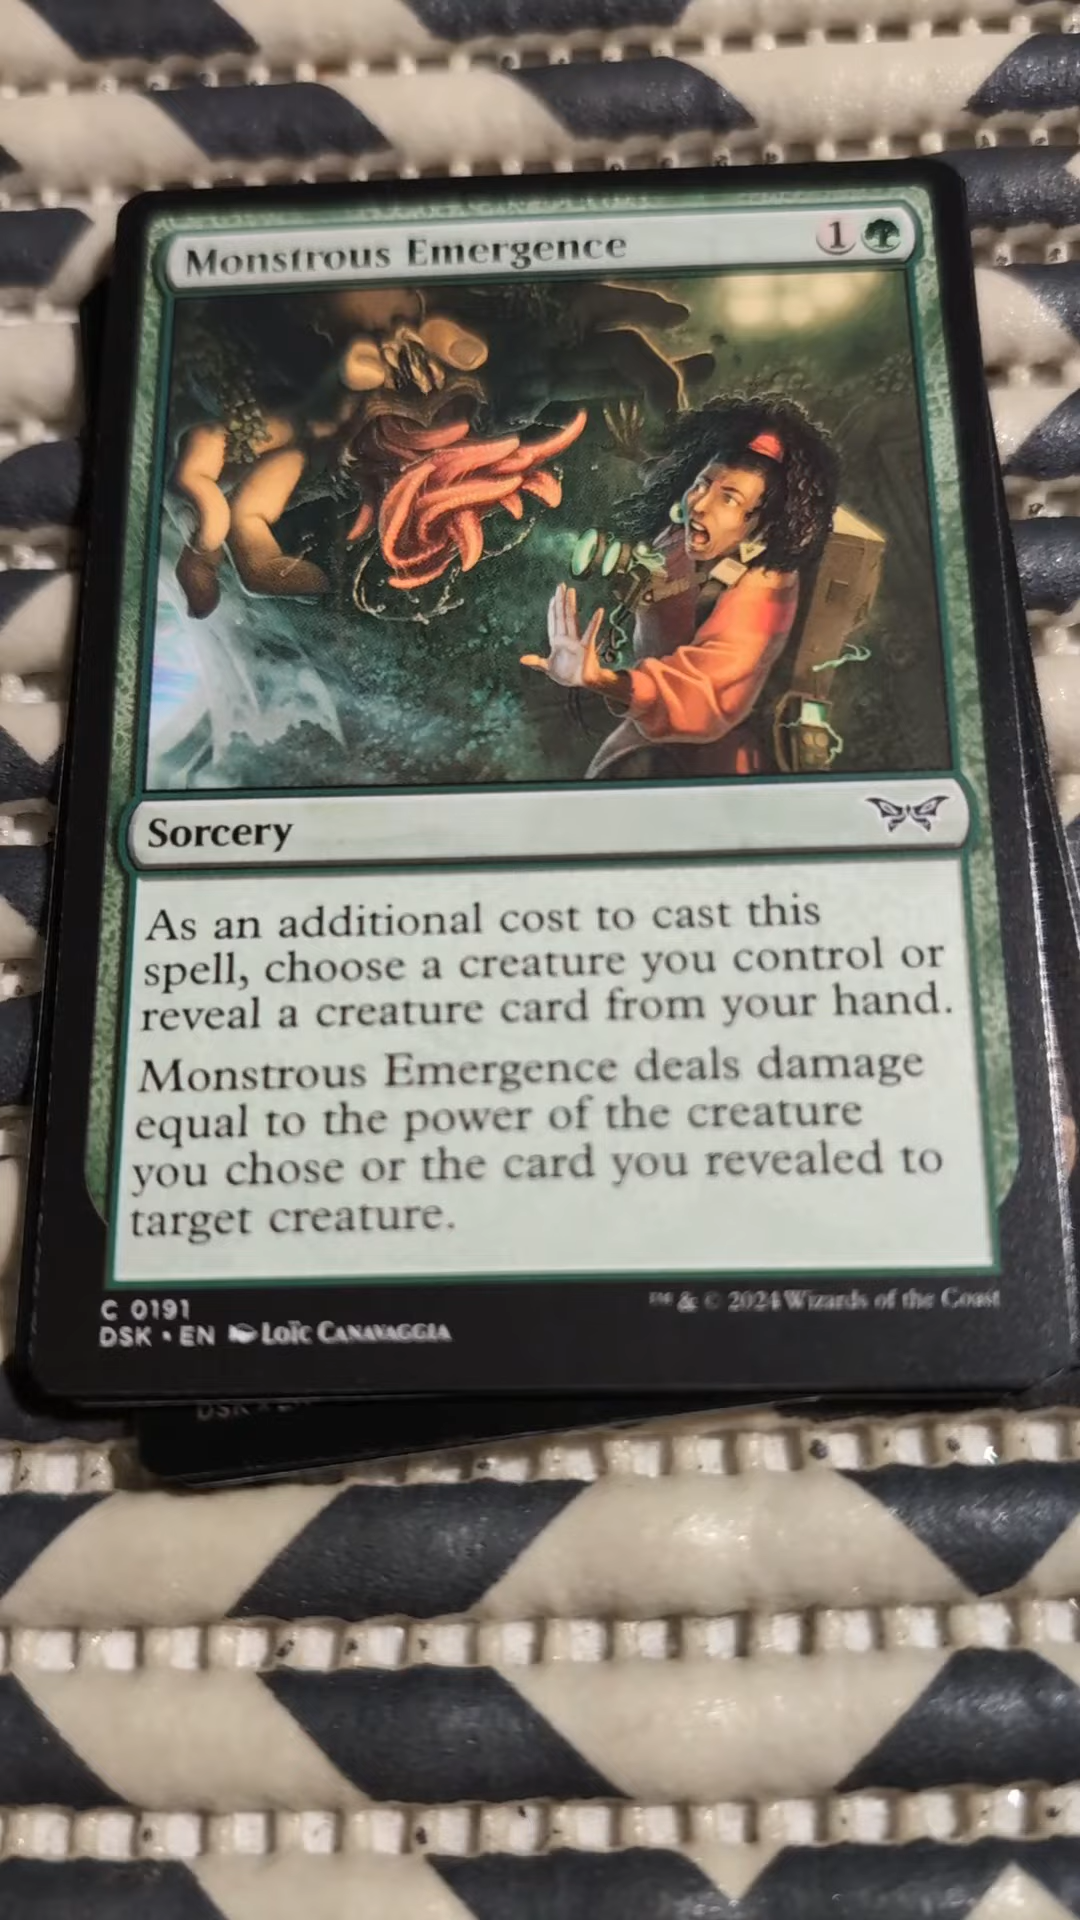 Monstrous Emergence 1
Sorcery
As an additional cost to cast this
spell, choose a creature you control or
reveal a creature card from your hand.
Monstrous Emergence deals damage
equal to the power of the creature
you chose or the card you revealed to
target creature.
C 0191
™ & © 2024 Wizards of the Coast
DSK • EN Loïc Canavaggia
DSK